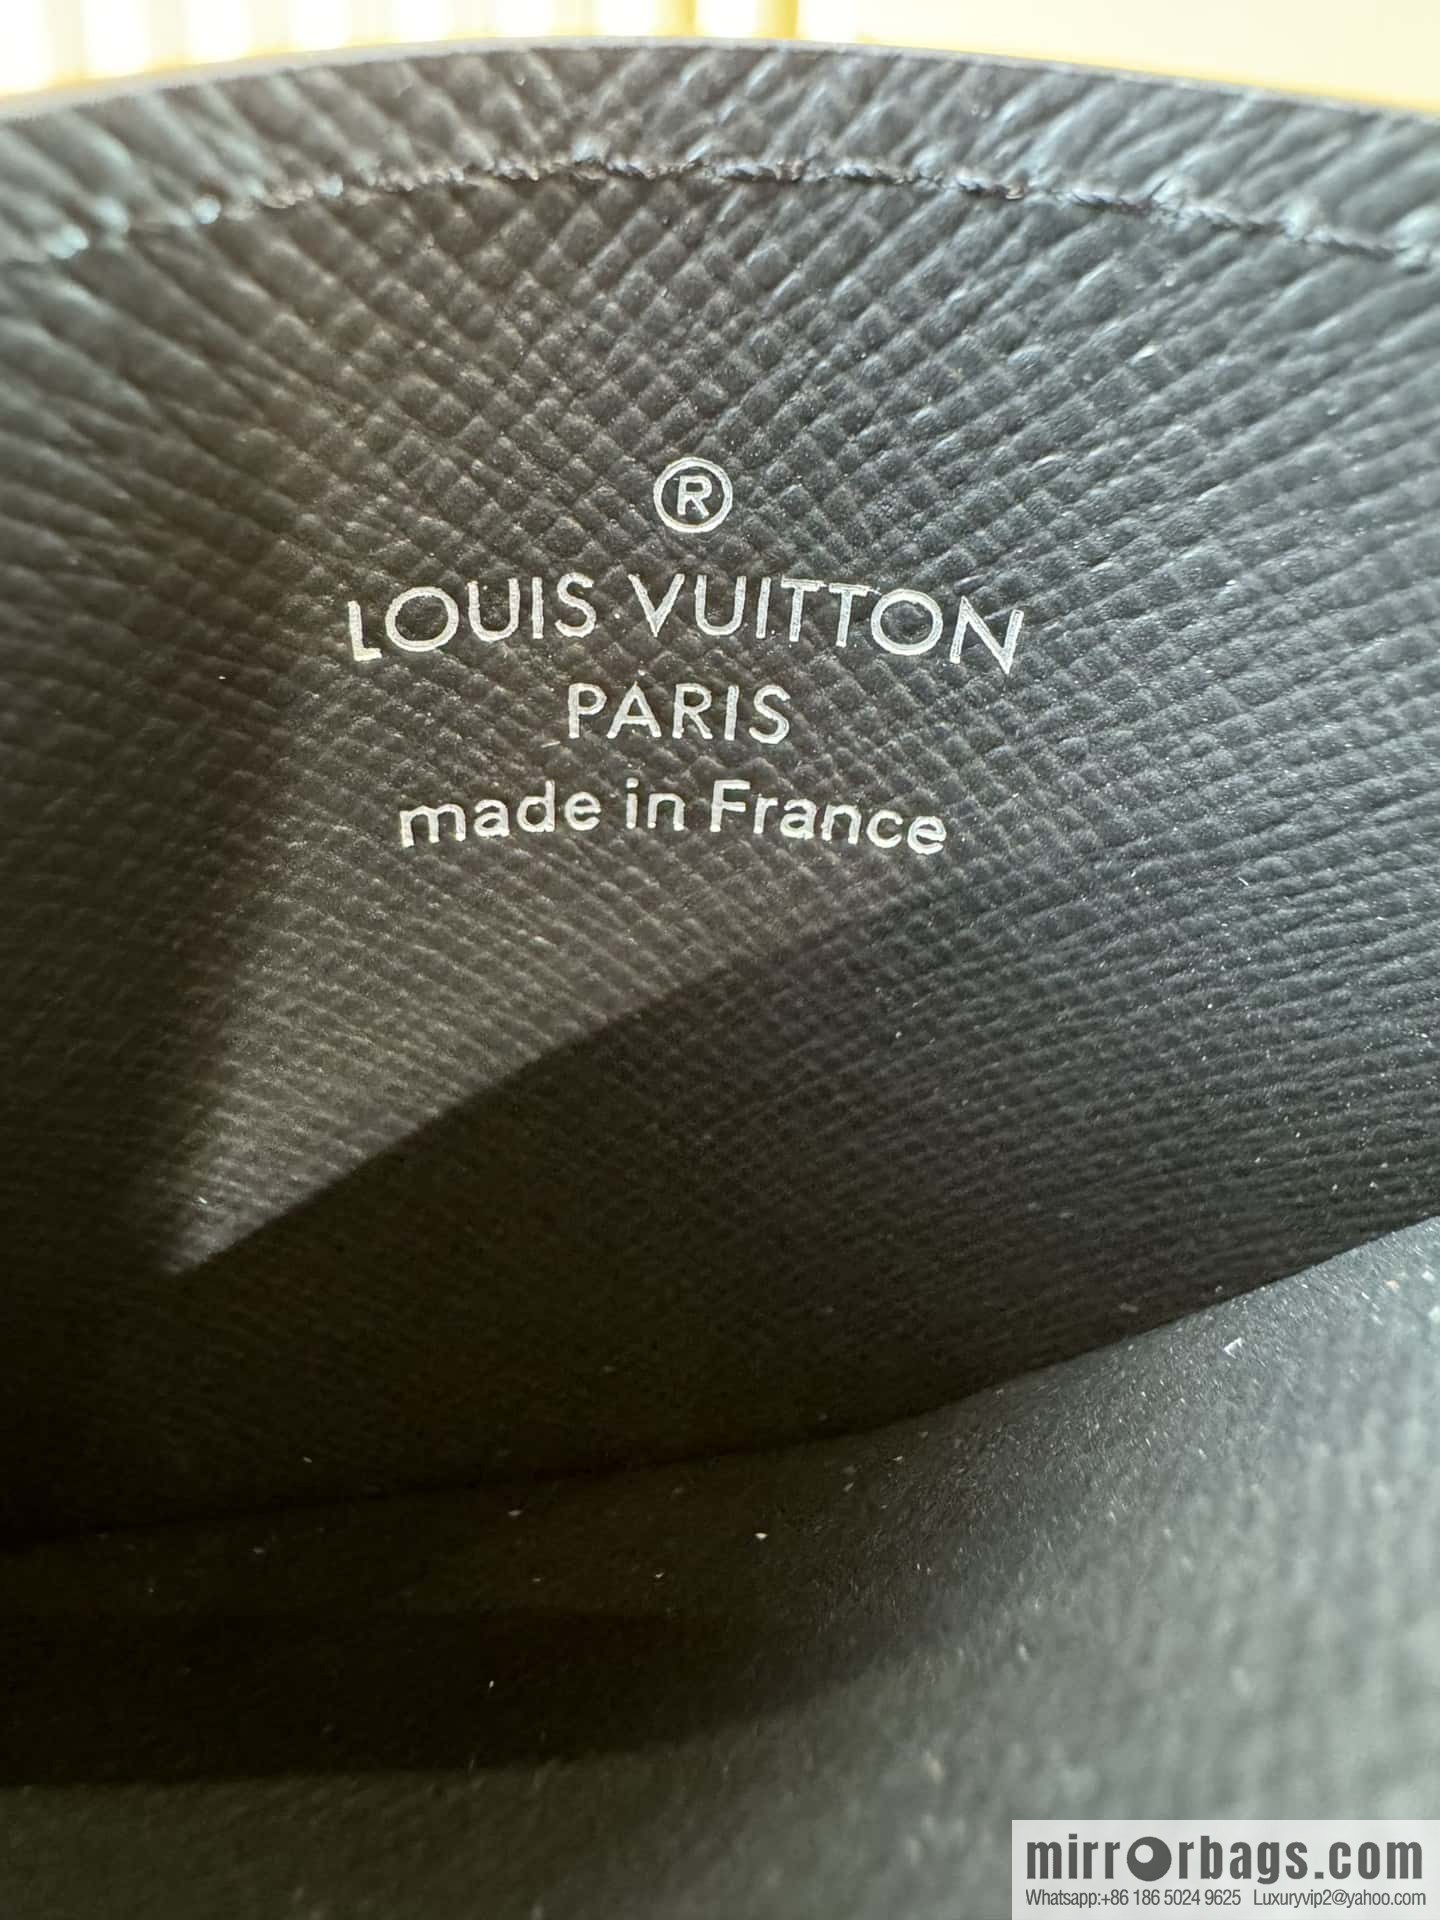 ®
LOUIS VUITTON
PARIS
made in France
mirrorbags.com
Whatsapp:+86 186 5024 9625 Luxuryvip2@yahoo.com